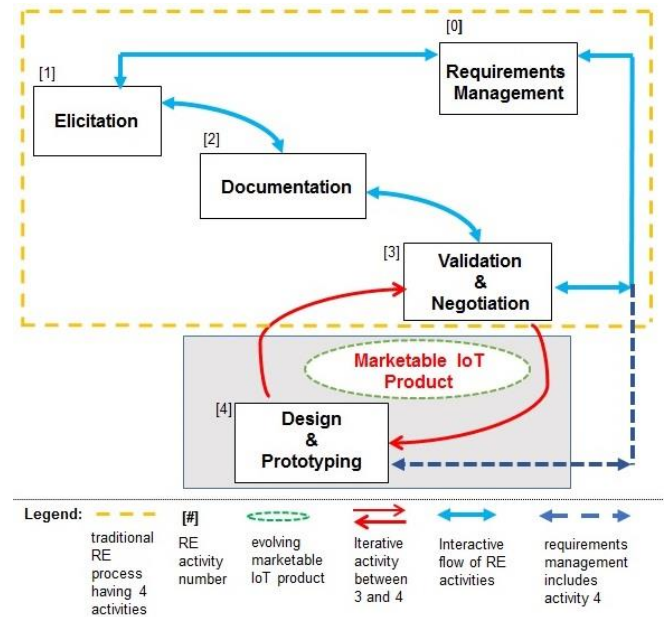 [0]
Requirements
Management
[1]
Elicitation
[2]
Documentation
[3]
Validation
&
Negotiation
Marketable IoT
Product
[4]
Design
&
Prototyping
Legend:
traditional
RE
process
having 4
activities
[#]
RE
activity
number
evolving
marketable
IoT product
Iterative
activity
between
3 and 4
Interactive
flow of RE
activities
requirements
management
includes
activity 4